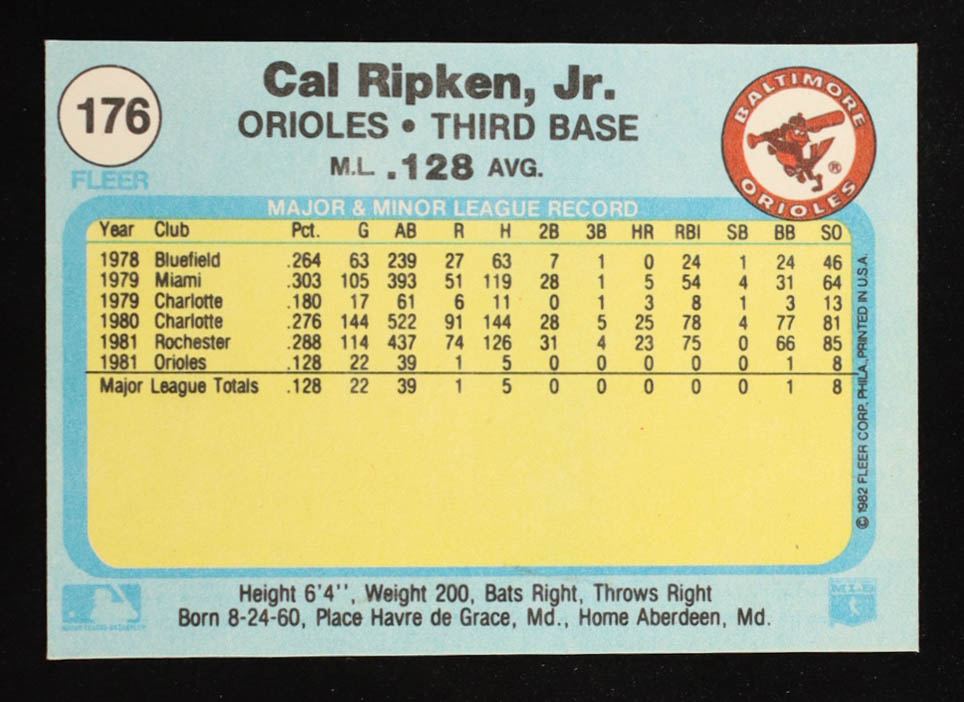 176
FLEER
Cal Ripken, Jr.
ORIOLES • THIRD BASE
M.L. .128 AVG.
BALTIMORE
ORIOLES
®
MAJOR & MINOR LEAGUE RECORD
Year Club Pct. G AB R H 2B 3B HR RBI SB BB SO
1978 Bluefield .264 63 239 27 63 7 1 0 24 1 24 46
1979 Miami .303 105 393 51 119 28 1 5 54 4 31 64
1979 Charlotte .180 17 61 6 11 0 1 3 8 1 3 13
1980 Charlotte .276 144 522 91 144 28 5 25 78 4 77 81
1981 Rochester .288 114 437 74 126 31 4 23 75 0 66 85
1981 Orioles .128 22 39 1 5 0 0 0 0 0 1 8
Major League Totals .128 22 39 1 5 0 0 0 0 0 1 8
© 1982 FLEER CORP., PHILA., PRINTED IN U.S.A.
Height 6'4'', Weight 200, Bats Right, Throws Right
Born 8-24-60, Place Havre de Grace, Md., Home Aberdeen, Md.
MLB